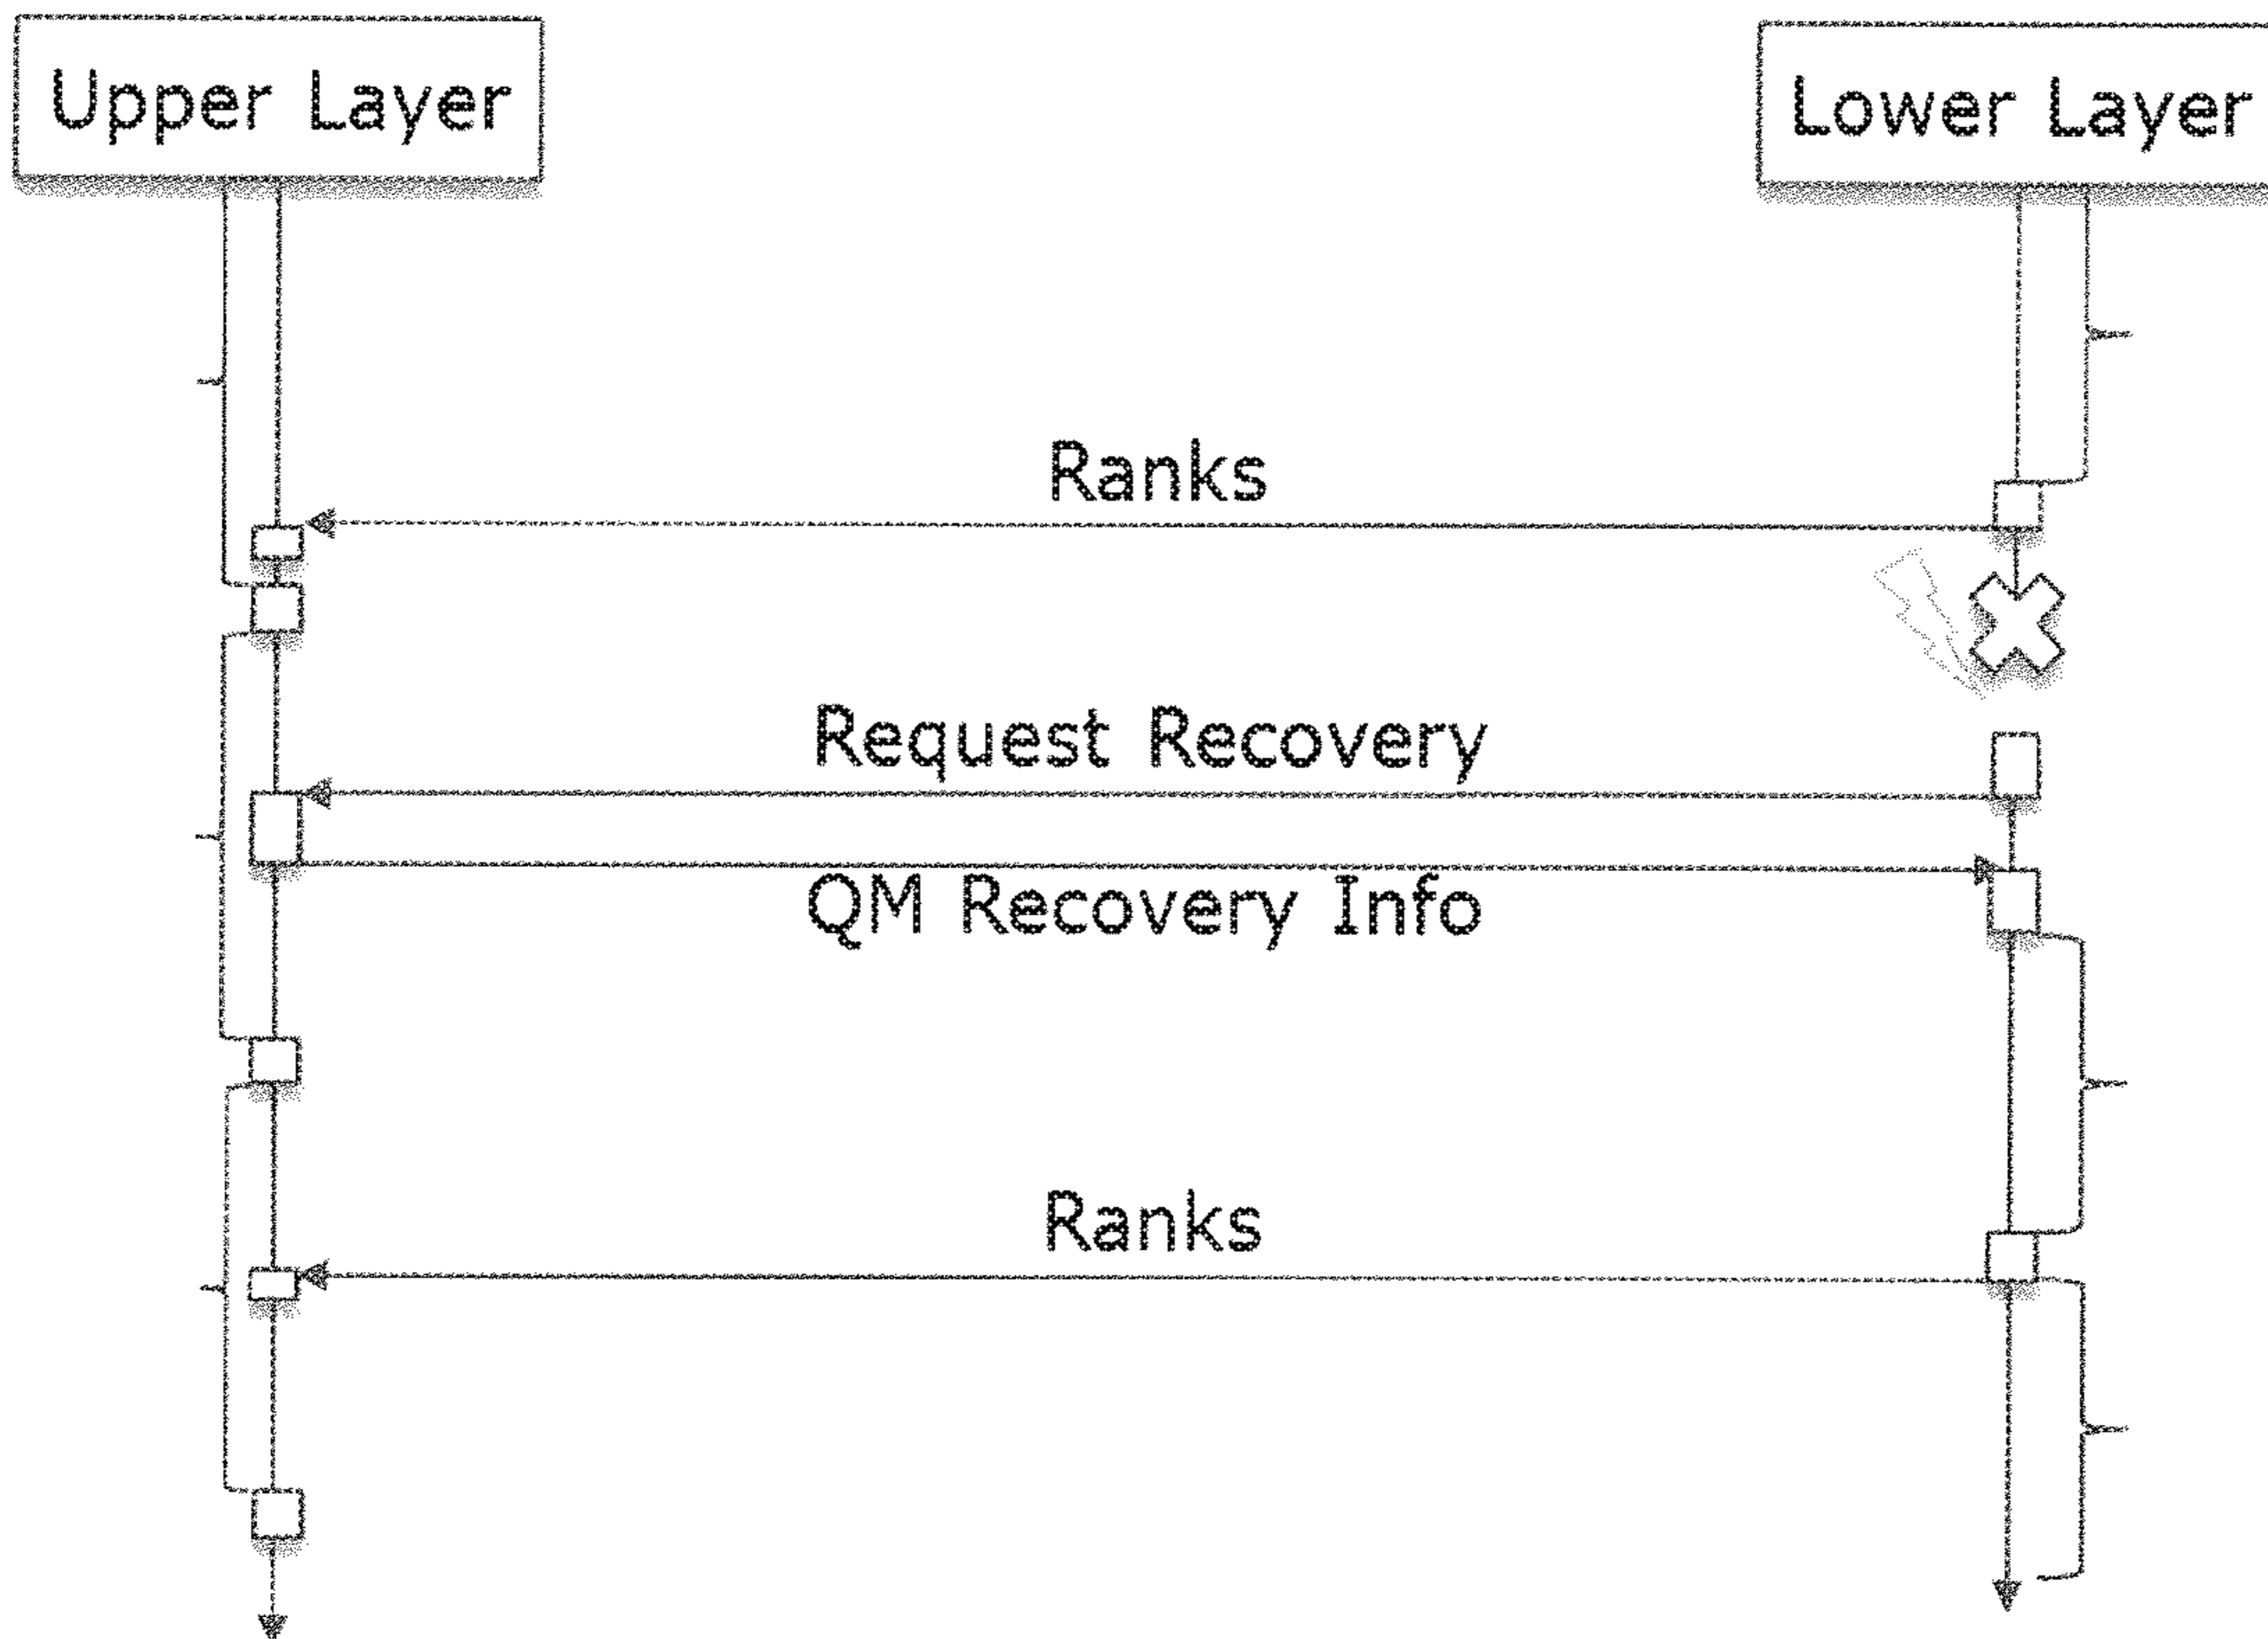 Upper Layer
Lower Layer
Ranks
Request Recovery
QM Recovery Info
Ranks